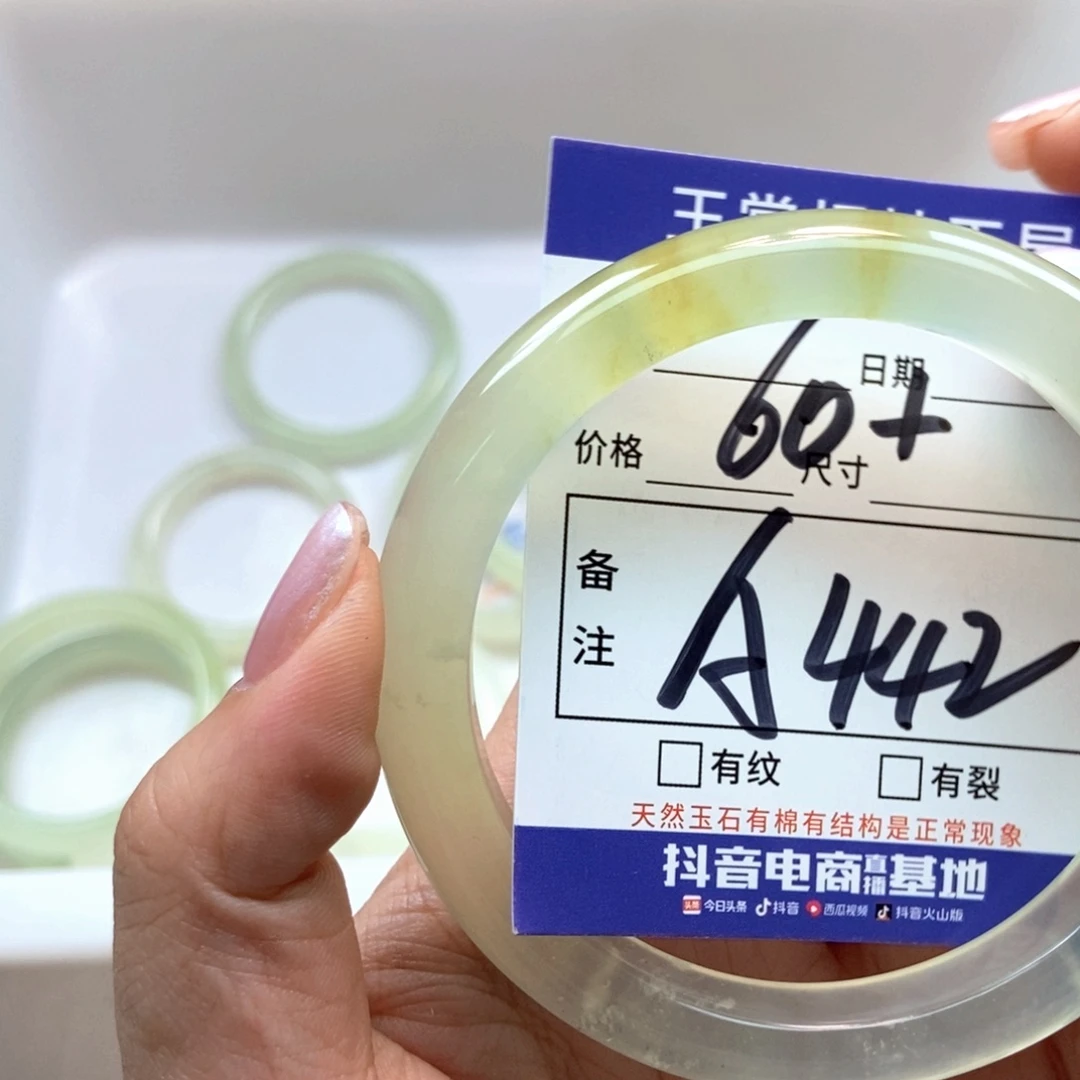 日期
60+
价格 尺寸
备注
A442
有纹 有裂
天然玉石有棉有结构是正常现象
抖音电商直播基地
头条 今日头条 抖音 西瓜视频 抖音火山版